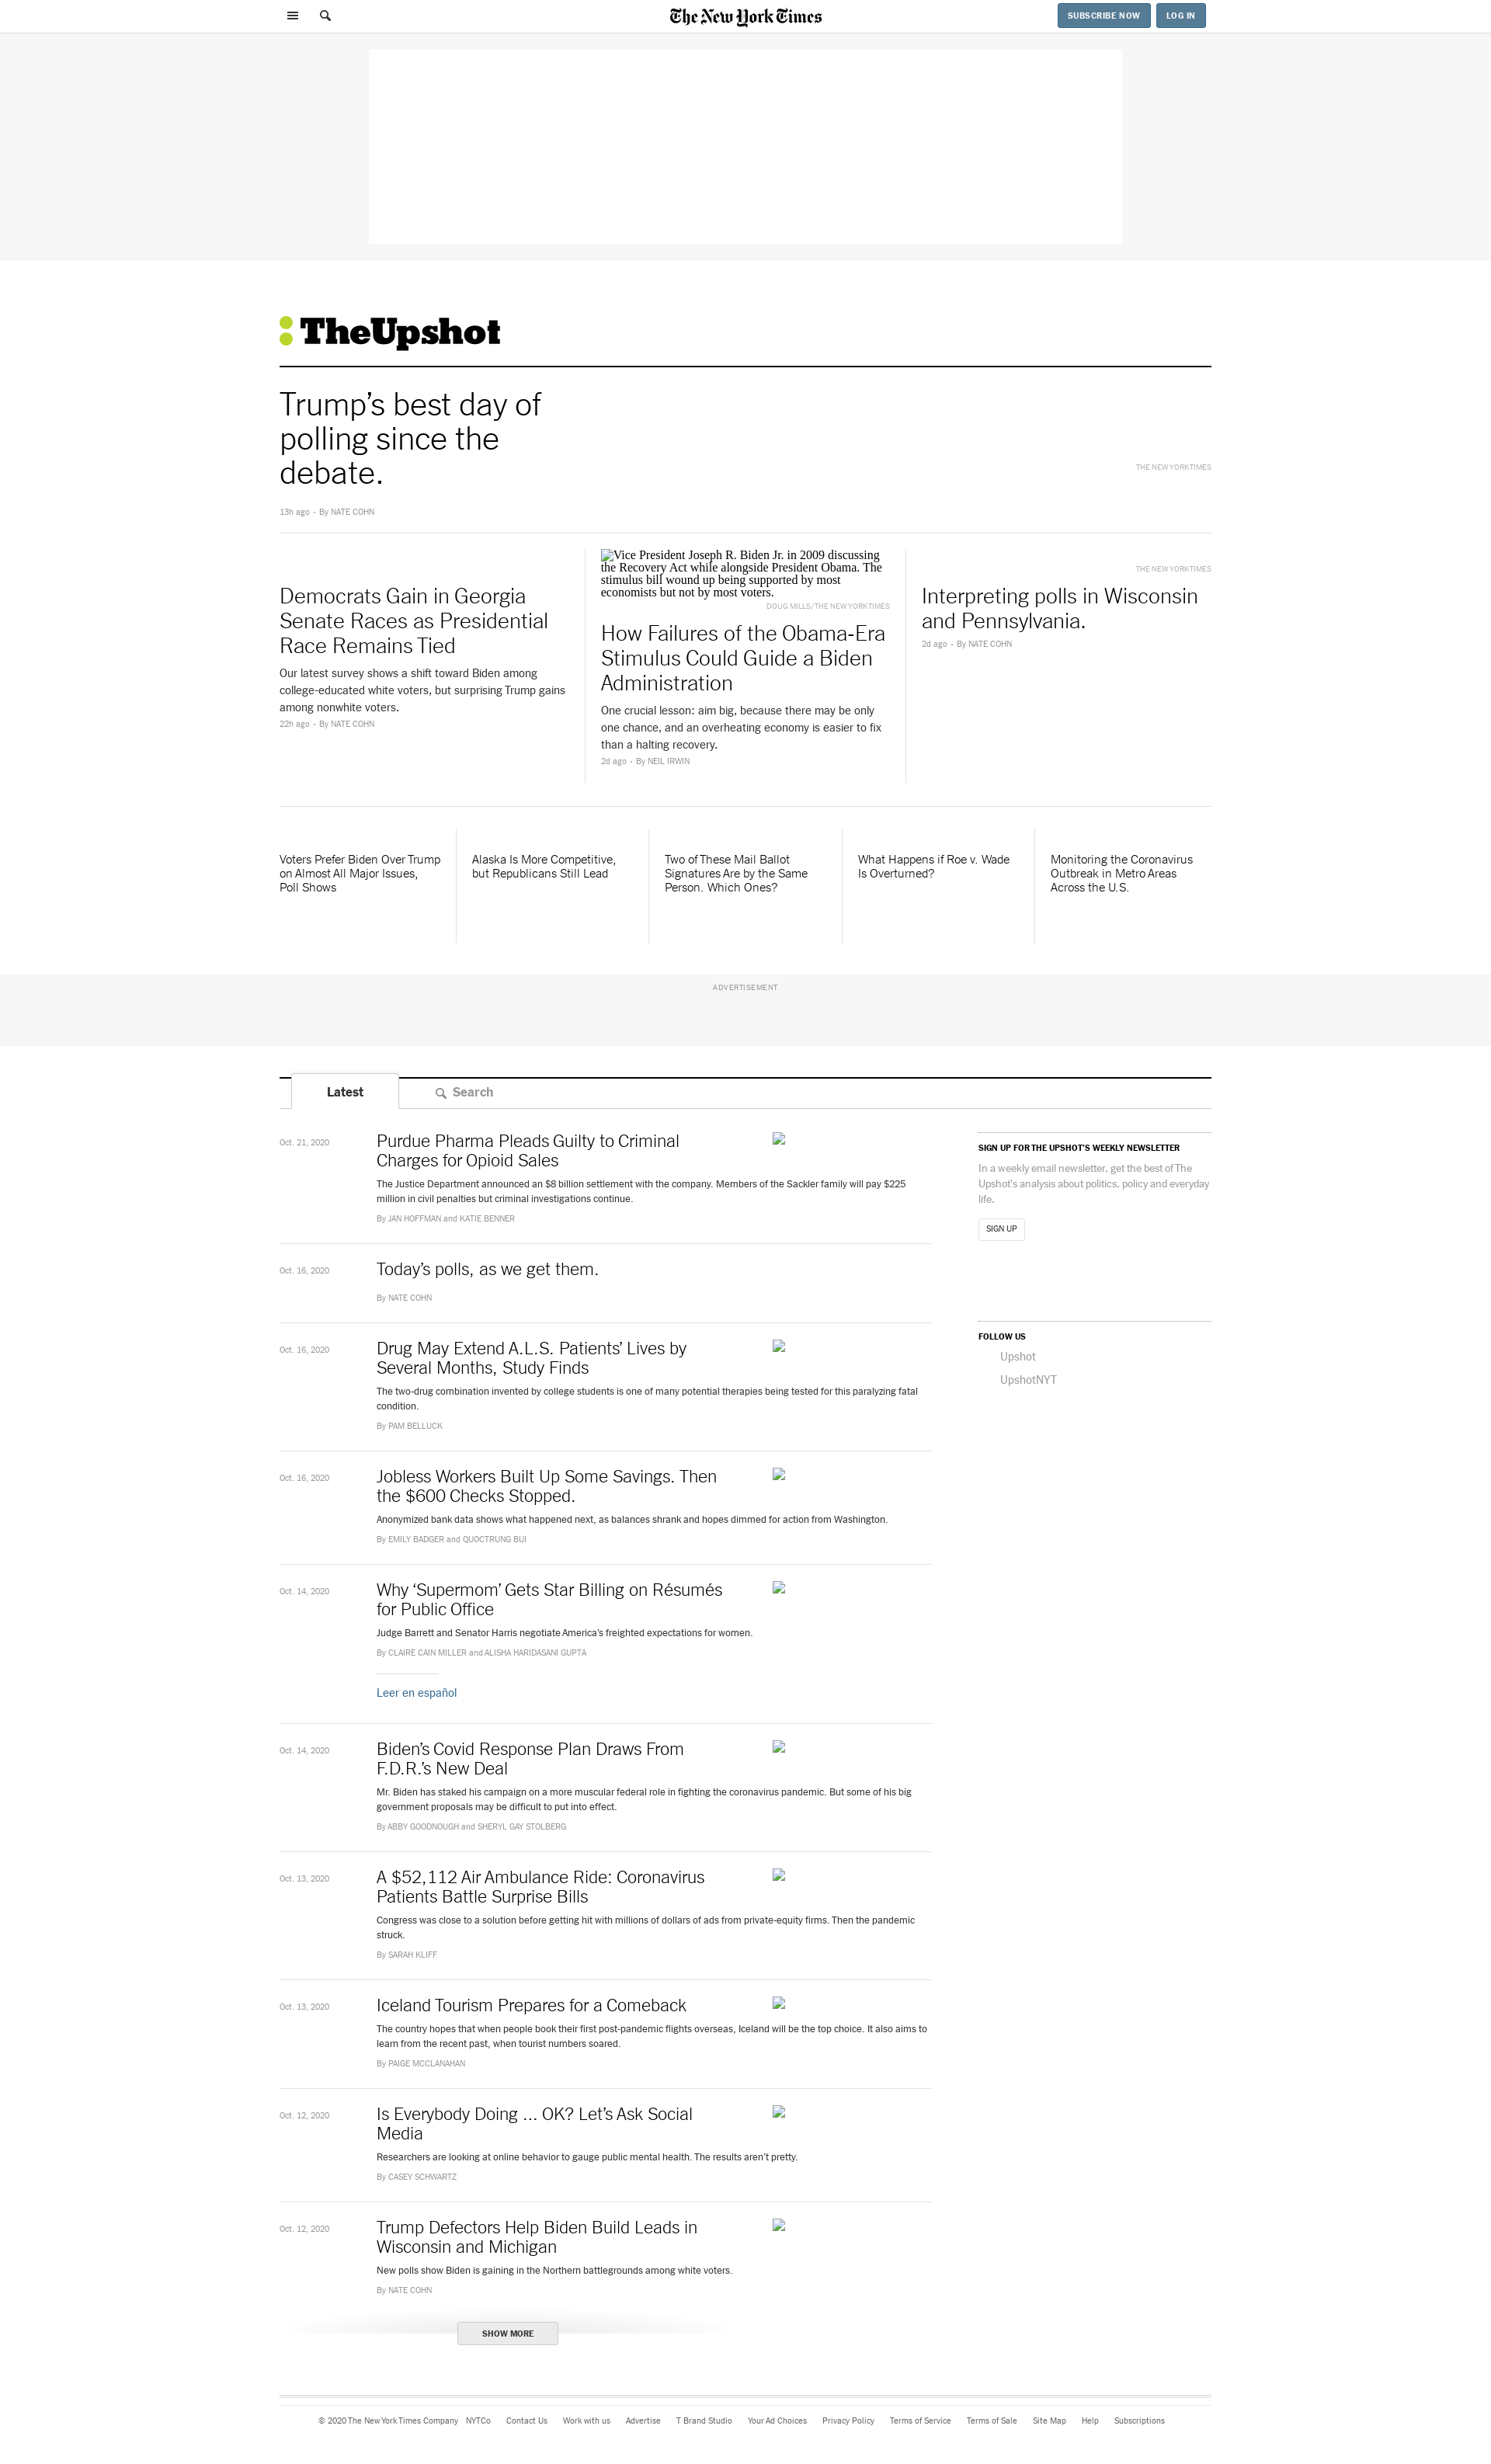 The New York Times
SUBSCRIBE NOW
LOG IN
TheUpshot
Trump’s best day of
polling since the
debate.
THE NEW YORK TIMES
13h ago • By NATE COHN
Democrats Gain in Georgia
Senate Races as Presidential
Race Remains Tied
Our latest survey shows a shift toward Biden among
college-educated white voters, but surprising Trump gains
among nonwhite voters.
22h ago • By NATE COHN
Vice President Joseph R. Biden Jr. in 2009 discussing
the Recovery Act while alongside President Obama. The
stimulus bill wound up being supported by most
economists but not by most voters.
DOUG MILLS/THE NEW YORK TIMES
How Failures of the Obama-Era
Stimulus Could Guide a Biden
Administration
One crucial lesson: aim big, because there may be only
one chance, and an overheating economy is easier to fix
than a halting recovery.
2d ago • By NEIL IRWIN
THE NEW YORK TIMES
Interpreting polls in Wisconsin
and Pennsylvania.
2d ago • By NATE COHN
Voters Prefer Biden Over Trump
on Almost All Major Issues,
Poll Shows
Alaska Is More Competitive,
but Republicans Still Lead
Two of These Mail Ballot
Signatures Are by the Same
Person. Which Ones?
What Happens if Roe v. Wade
Is Overturned?
Monitoring the Coronavirus
Outbreak in Metro Areas
Across the U.S.
ADVERTISEMENT
Latest
Search
Oct. 21, 2020
Purdue Pharma Pleads Guilty to Criminal
Charges for Opioid Sales
The Justice Department announced an $8 billion settlement with the company. Members of the Sackler family will pay $225
million in civil penalties but criminal investigations continue.
By JAN HOFFMAN and KATIE BENNER
Oct. 16, 2020
Today’s polls, as we get them.
By NATE COHN
Oct. 16, 2020
Drug May Extend A.L.S. Patients’ Lives by
Several Months, Study Finds
The two-drug combination invented by college students is one of many potential therapies being tested for this paralyzing fatal
condition.
By PAM BELLUCK
Oct. 16, 2020
Jobless Workers Built Up Some Savings. Then
the $600 Checks Stopped.
Anonymized bank data shows what happened next, as balances shrank and hopes dimmed for action from Washington.
By EMILY BADGER and QUOCTRUNG BUI
Oct. 14, 2020
Why ‘Supermom’ Gets Star Billing on Résumés
for Public Office
Judge Barrett and Senator Harris negotiate America’s freighted expectations for women.
By CLAIRE CAIN MILLER and ALISHA HARIDASANI GUPTA
Leer en español
Oct. 14, 2020
Biden’s Covid Response Plan Draws From
F.D.R.’s New Deal
Mr. Biden has staked his campaign on a more muscular federal role in fighting the coronavirus pandemic. But some of his big
government proposals may be difficult to put into effect.
By ABBY GOODNOUGH and SHERYL GAY STOLBERG
Oct. 13, 2020
A $52,112 Air Ambulance Ride: Coronavirus
Patients Battle Surprise Bills
Congress was close to a solution before getting hit with millions of dollars of ads from private-equity firms. Then the pandemic
struck.
By SARAH KLIFF
Oct. 13, 2020
Iceland Tourism Prepares for a Comeback
The country hopes that when people book their first post-pandemic flights overseas, Iceland will be the top choice. It also aims to
learn from the recent past, when tourist numbers soared.
By PAIGE MCCLANAHAN
Oct. 12, 2020
Is Everybody Doing ... OK? Let’s Ask Social
Media
Researchers are looking at online behavior to gauge public mental health. The results aren’t pretty.
By CASEY SCHWARTZ
Oct. 12, 2020
Trump Defectors Help Biden Build Leads in
Wisconsin and Michigan
New polls show Biden is gaining in the Northern battlegrounds among white voters.
By NATE COHN
SHOW MORE
SIGN UP FOR THE UPSHOT’S WEEKLY NEWSLETTER
In a weekly email newsletter, get the best of The
Upshot’s analysis about politics, policy and everyday
life.
SIGN UP
FOLLOW US
Upshot
UpshotNYT
© 2020 The New York Times Company NYTCo Contact Us Work with us Advertise T Brand Studio Your Ad Choices Privacy Policy Terms of Service Terms of Sale Site Map Help Subscriptions